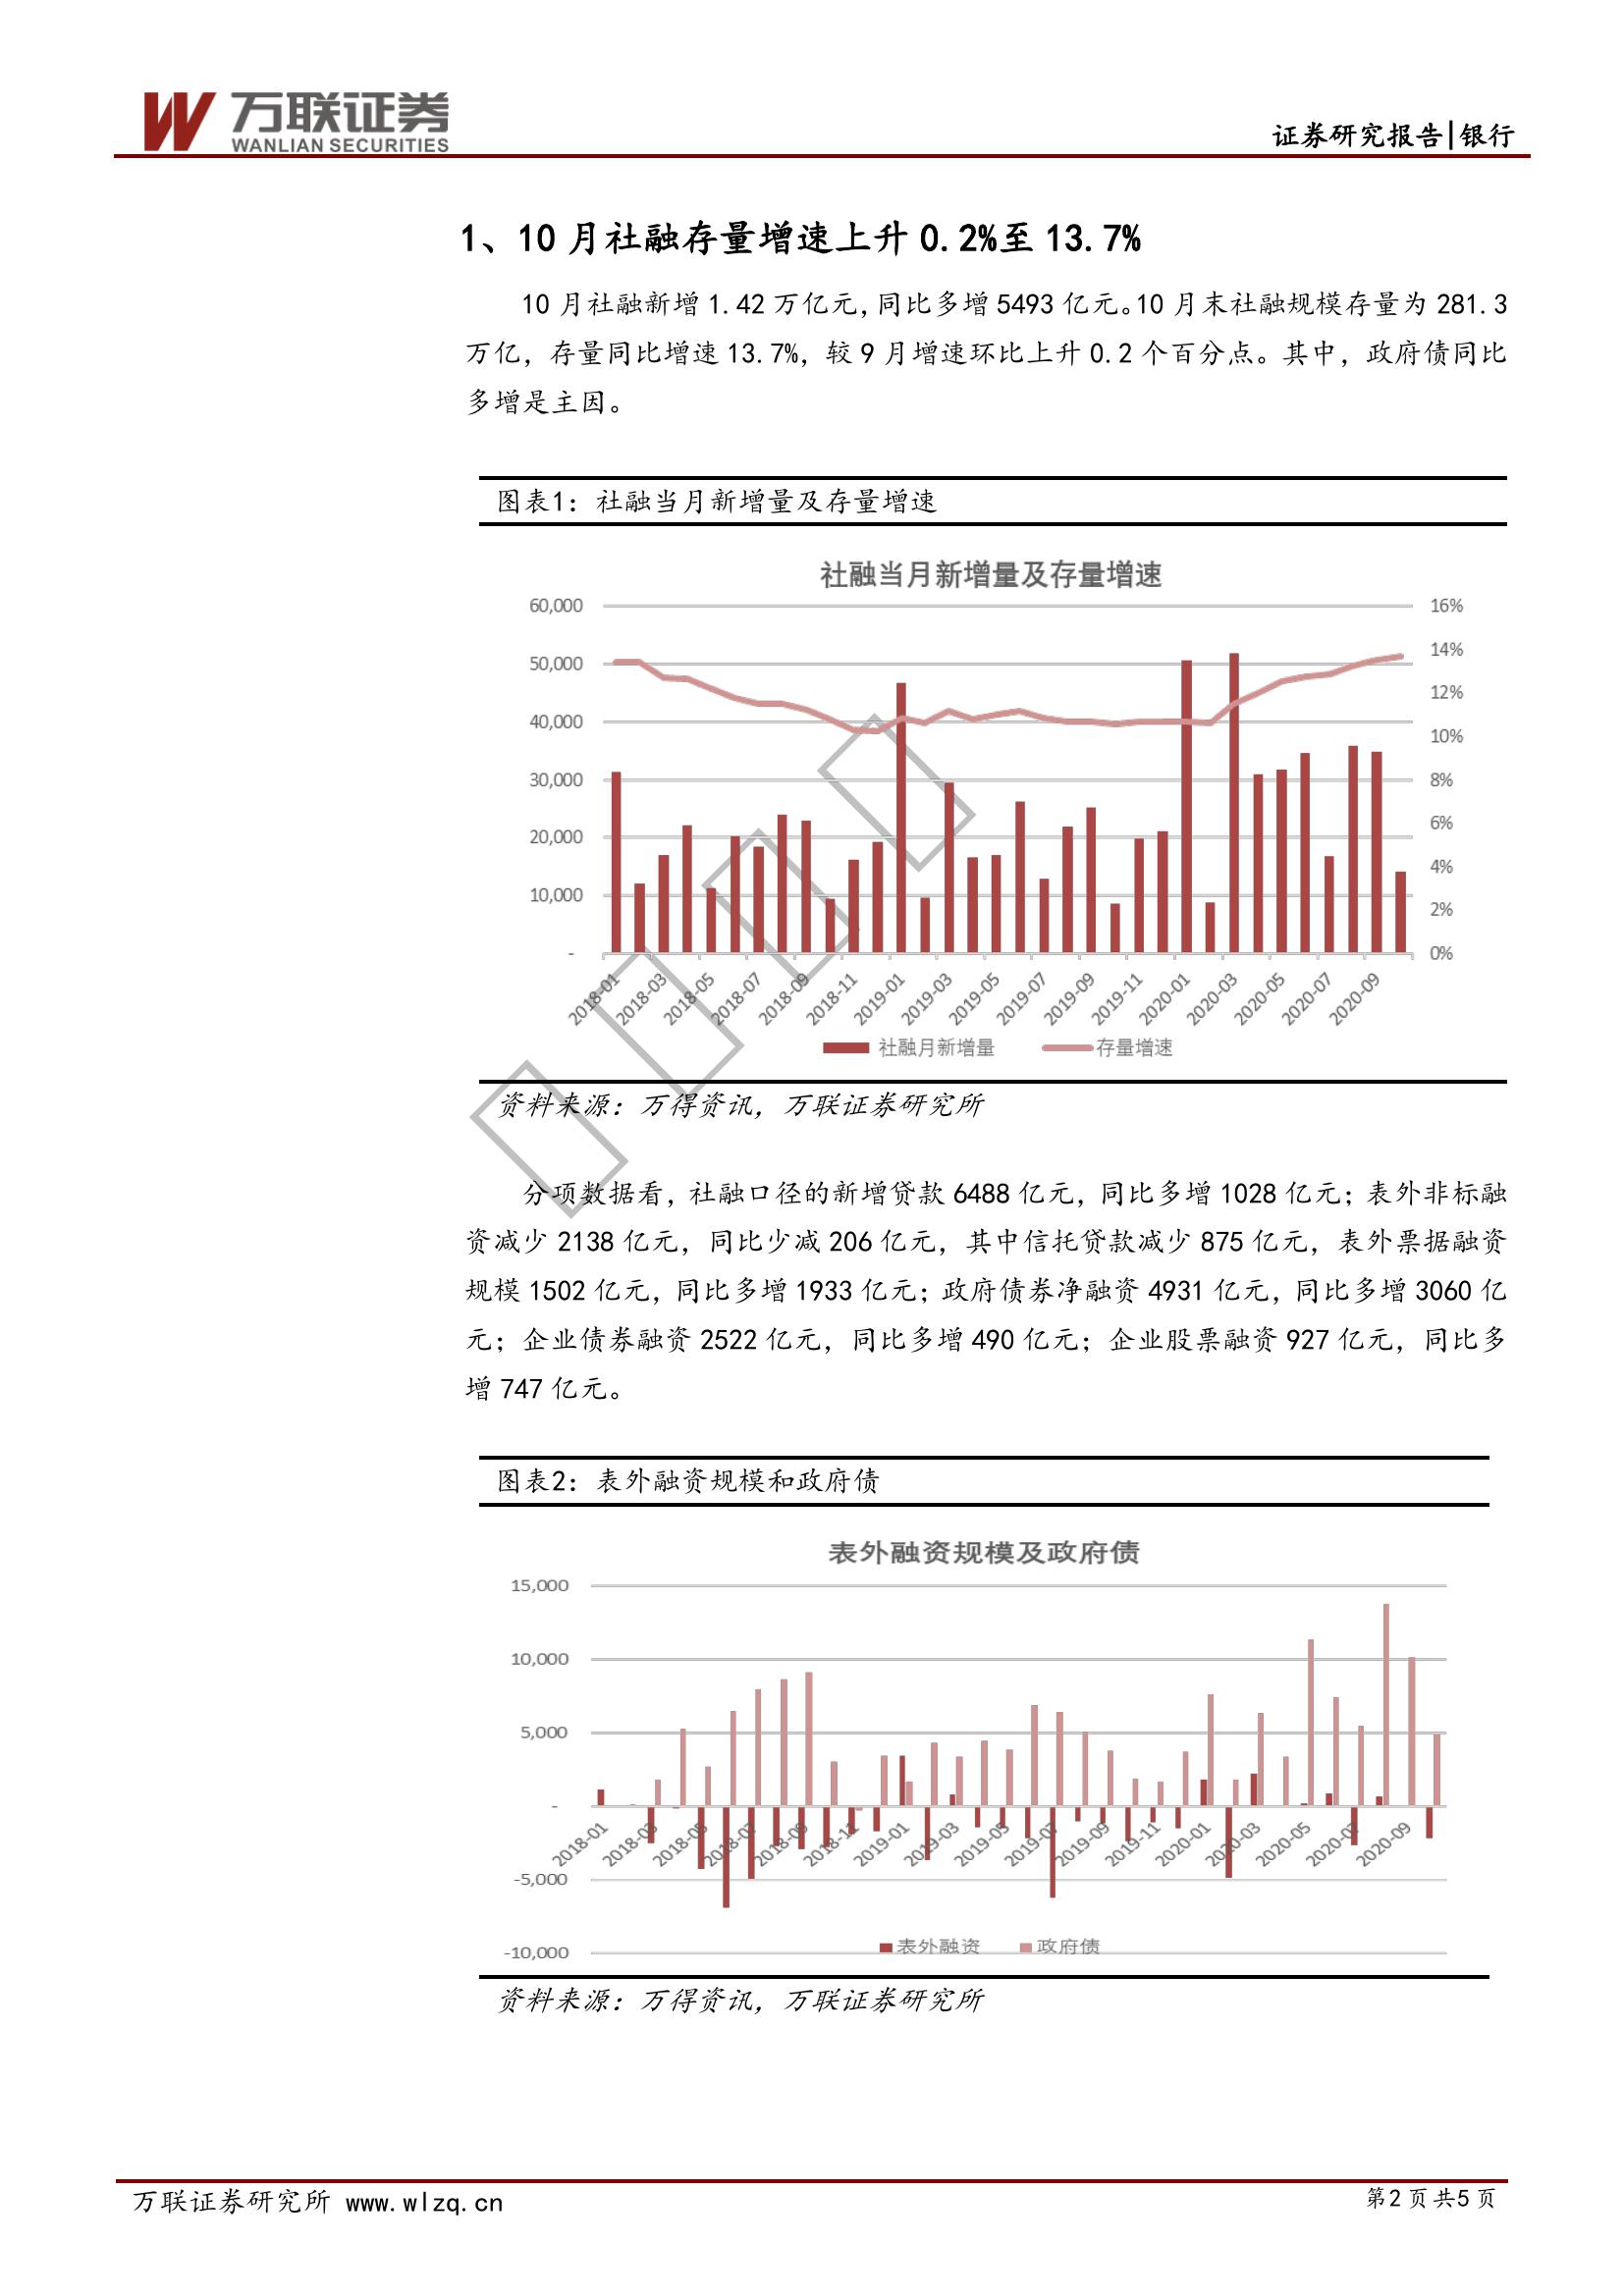 万联证券
WANLIAN SECURITIES
证券研究报告|银行
1、10 月社融存量增速上升 0.2%至 13.7%
10 月社融新增 1.42 万亿元，同比多增 5493 亿元。10 月末社融规模存量为 281.3
万亿，存量同比增速 13.7%，较 9 月增速环比上升 0.2 个百分点。其中，政府债同比
多增是主因。
图表1：社融当月新增量及存量增速
社融当月新增量及存量增速
60,000 16%
14%
50,000
12%
40,000
10%
30,000 8%
6%
20,000
4%
10,000
2%
- 0%
2018-01 2018-03 2018-05 2018-07 2018-09 2018-11 2019-01 2019-03 2019-05 2019-07 2019-09 2019-11 2020-01 2020-03 2020-05 2020-07 2020-09
社融月新增量 存量增速
资料来源：万得资讯，万联证券研究所
分项数据看，社融口径的新增贷款 6488 亿元，同比多增 1028 亿元；表外非标融
资减少 2138 亿元，同比少减 206 亿元，其中信托贷款减少 875 亿元，表外票据融资
规模 1502 亿元，同比多增 1933 亿元；政府债券净融资 4931 亿元，同比多增 3060 亿
元；企业债券融资 2522 亿元，同比多增 490 亿元；企业股票融资 927 亿元，同比多
增 747 亿元。
图表2：表外融资规模和政府债
表外融资规模及政府债
15,000
10,000
5,000
-
2018-01 2018-03 2018-05 2018-07 2018-09 2018-11 2019-01 2019-03 2019-05 2019-07 2019-09 2019-11 2020-01 2020-03 2020-05 2020-07 2020-09
-5,000
表外融资 政府债
-10,000
资料来源：万得资讯，万联证券研究所
万联证券研究所 www.wlzq.cn
第 2 页 共 5 页